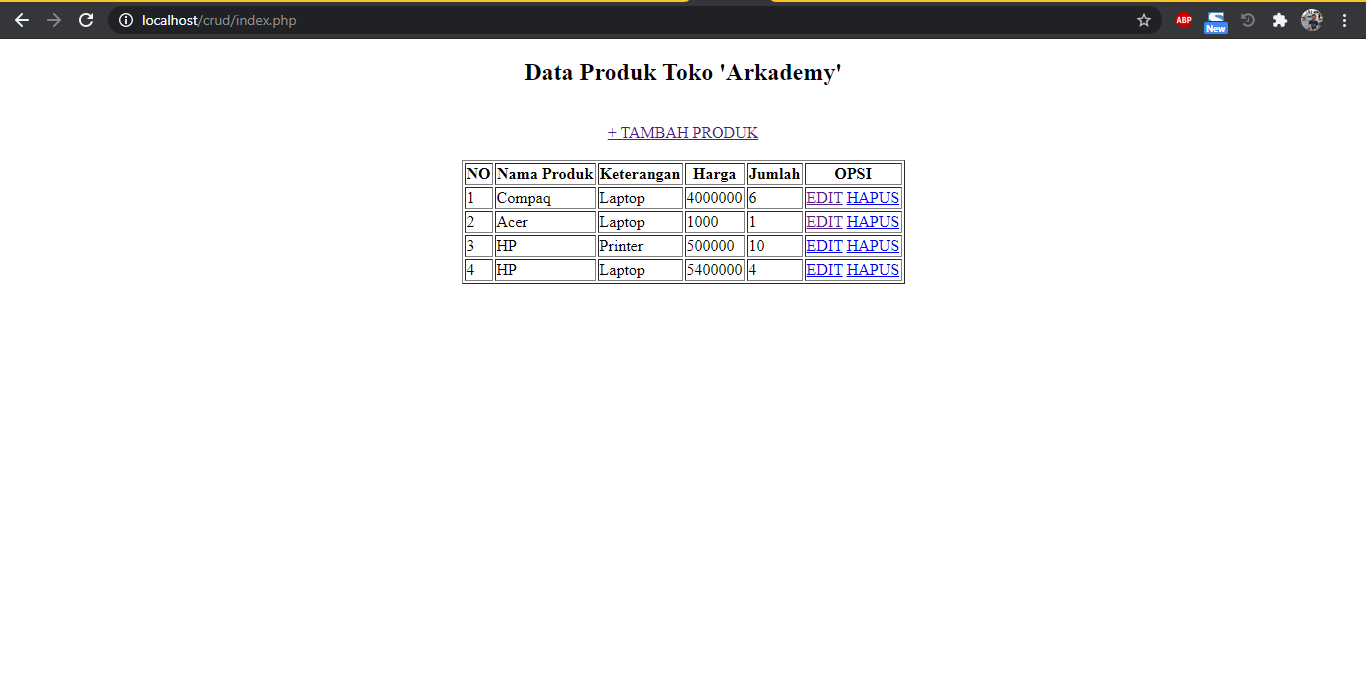 localhost/crud/index.php
ABP
New
Data Produk Toko 'Arkademy'
+ TAMBAH PRODUK
NO Nama Produk Keterangan Harga Jumlah OPSI
1 Compaq Laptop 4000000 6 EDIT HAPUS
2 Acer Laptop 1000 1 EDIT HAPUS
3 HP Printer 500000 10 EDIT HAPUS
4 HP Laptop 5400000 4 EDIT HAPUS